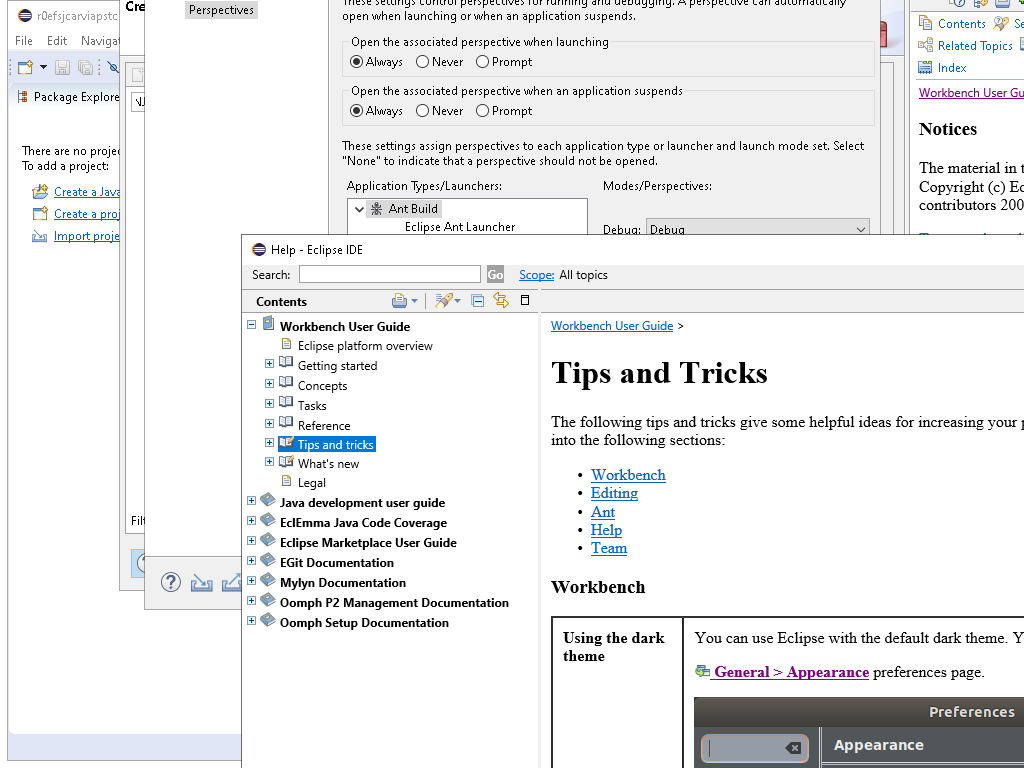 r0efsjcarviapstc
File Edit Navigat
Package Explore
There are no projec
To add a project:
Create a Java
Create a proj
Import proje
Cre
Filt
Perspectives
These settings control perspectives for running and debugging. A perspective can automatically
open when launching or when an application suspends.
Open the associated perspective when launching
Always Never Prompt
Open the associated perspective when an application suspends
Always Never Prompt
These settings assign perspectives to each application type or launcher and launch mode set. Select
"None" to indicate that a perspective should not be opened.
Application Types/Launchers:
Modes/Perspectives:
Ant Build
Eclipse Ant Launcher
Debug: Debug
Contents Se
Related Topics
Index
Workbench User Gu
Notices
The material in t
Copyright (c) Ec
contributors 200
Help - Eclipse IDE
Search: Go Scope: All topics
Contents
Workbench User Guide
Eclipse platform overview
Getting started
Concepts
Tasks
Reference
Tips and tricks
What's new
Legal
Java development user guide
EclEmma Java Code Coverage
Eclipse Marketplace User Guide
EGit Documentation
Mylyn Documentation
Oomph P2 Management Documentation
Oomph Setup Documentation
Workbench User Guide >
Tips and Tricks
The following tips and tricks give some helpful ideas for increasing your p
into the following sections:
• Workbench
• Editing
• Ant
• Help
• Team
Workbench
Using the dark
theme
You can use Eclipse with the default dark theme. Y
General > Appearance preferences page.
Preferences
Appearance